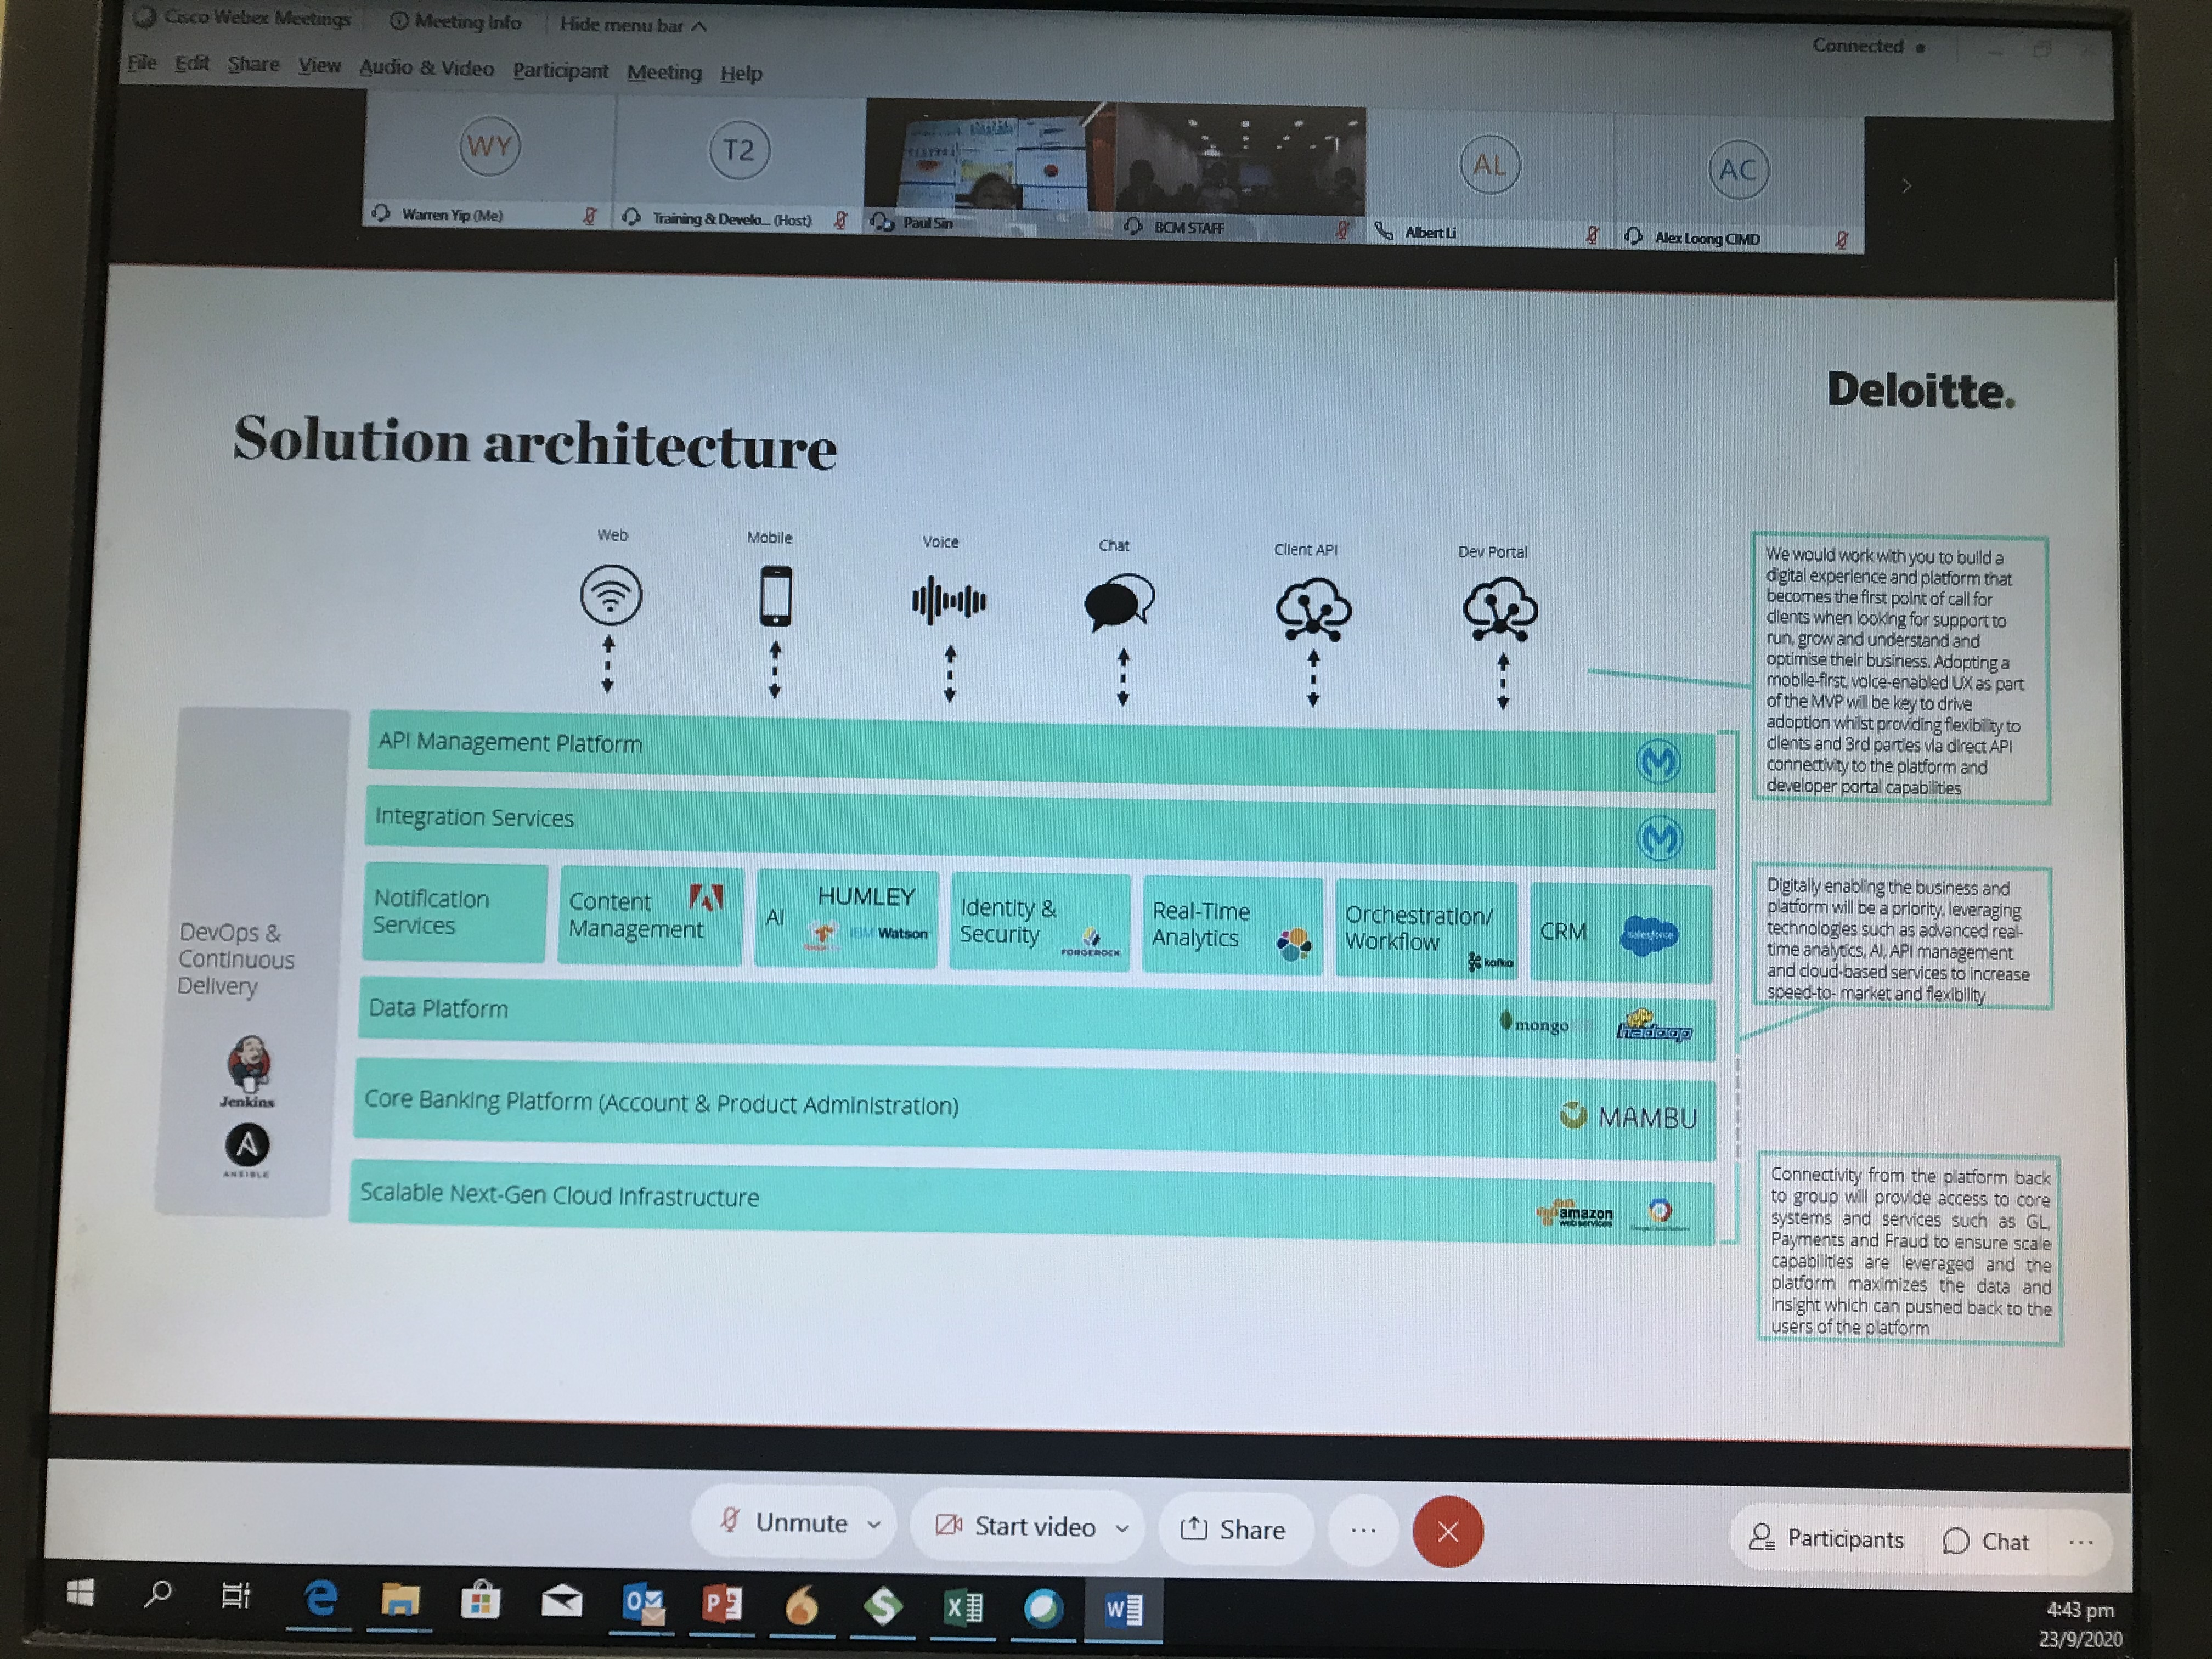 Cisco Webex Meetings
Meeting Info
Hide menu bar
Connected
File Edit Share View Audio & Video Participant Meeting Help
WY
T2
AL
AC
Warren Yip (Me)
Training & Develo... (Host)
Paul Sin
BCM STAFF
Albert Li
Alex Loong CIMD
Deloitte.
Solution architecture
Web
Mobile
Voice
Chat
Client API
Dev Portal
We would work with you to build a
digital experience and platform that
becomes the first point of call for
clients when looking for support to
run, grow and understand and
optimise their business. Adopting a
mobile-first, voice-enabled UX as part
of the MVP will be key to drive
adoption whilst providing flexibility to
clients and 3rd parties via direct API
connectivity to the platform and
developer portal capabilities
API Management Platform
Integration Services
Notification
Services
Content
Management
AI
HUMLEY
IBM Watson
Identity &
Security
FORGEROCK
Real-Time
Analytics
Orchestration/
Workflow
kafka
CRM
salesforce
Digitally enabling the business and
platform will be a priority, leveraging
technologies such as advanced real-
time analytics, AI, API management
and cloud-based services to increase
speed-to- market and flexibility
DevOps &
Continuous
Delivery
Jenkins
ANSIBLE
Data Platform
mongo
hadoop
Core Banking Platform (Account & Product Administration)
MAMBU
Scalable Next-Gen Cloud Infrastructure
amazon
webservices
Connectivity from the platform back
to group will provide access to core
systems and services such as GL,
Payments and Fraud to ensure scale
capabilities are leveraged and the
platform maximizes the data and
insight which can pushed back to the
users of the platform
Unmute
Start video
Share
Participants
Chat
4:43 pm
23/9/2020